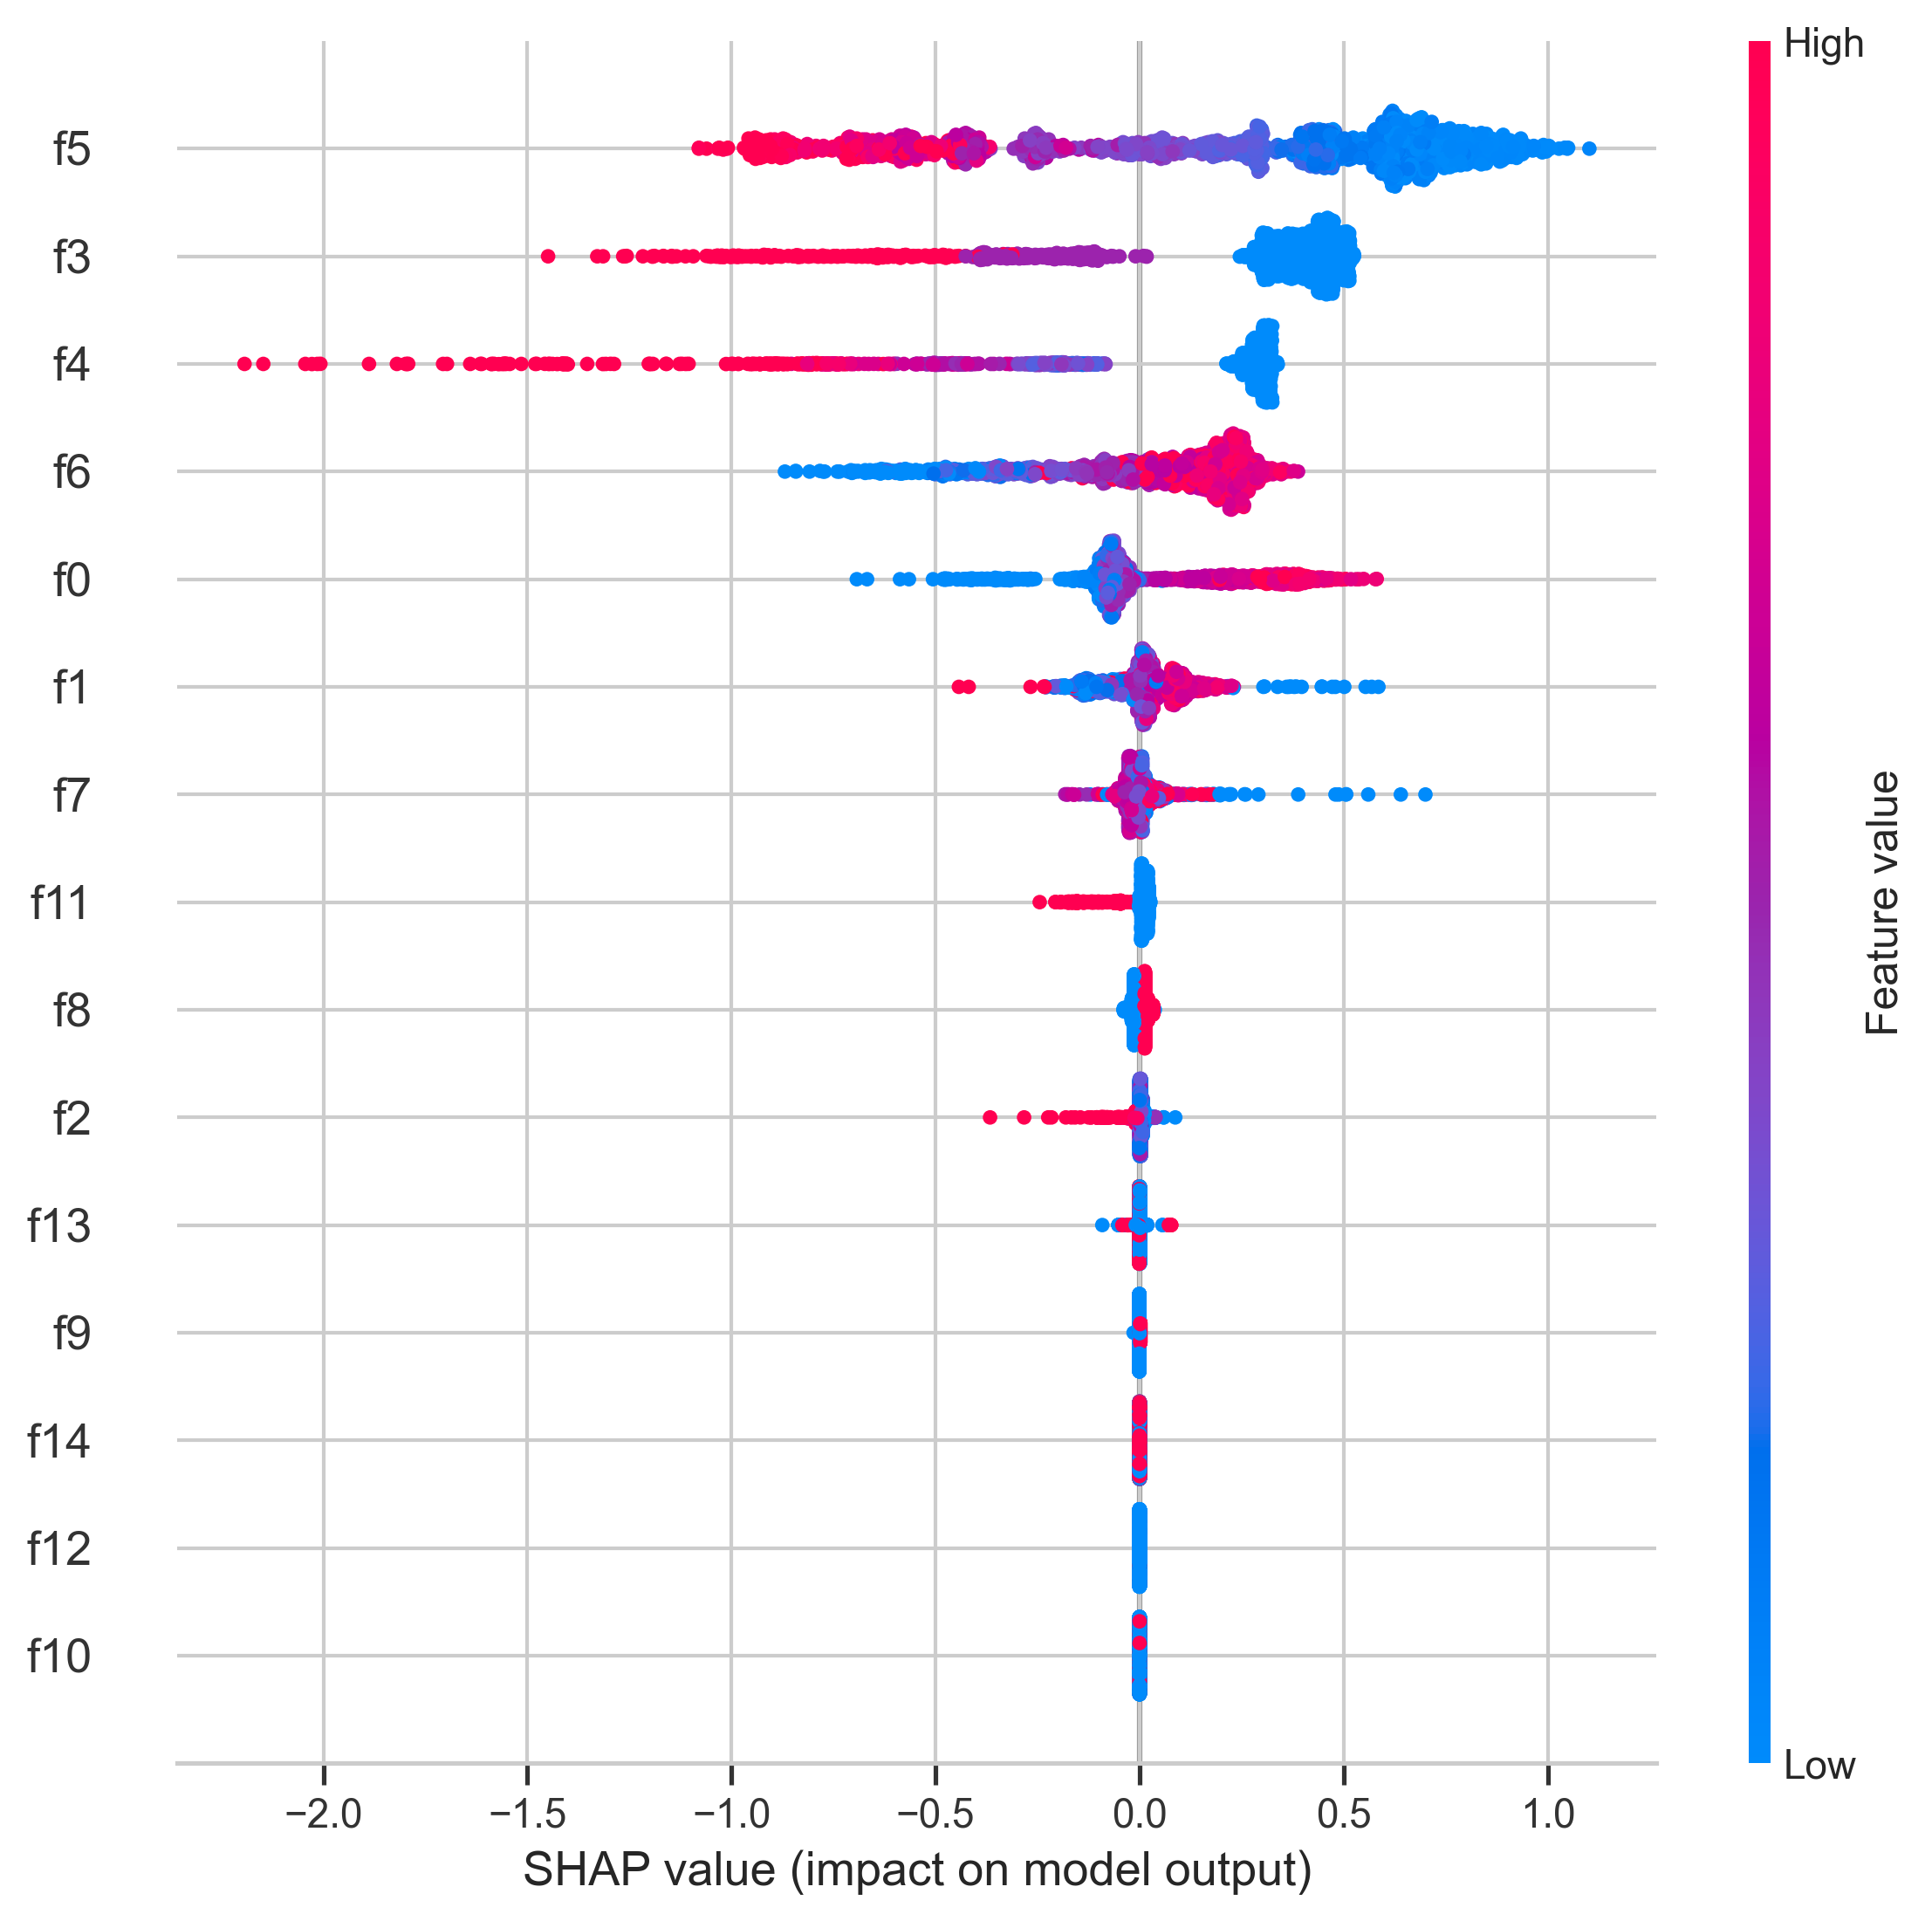 High
f5
f3
f4
f6
f0
f1
f7
f11
f8
f2
f13
f9
f14
f12
f10
Feature value
Low
−2.0 −1.5 −1.0 −0.5 0.0 0.5 1.0
SHAP value (impact on model output)